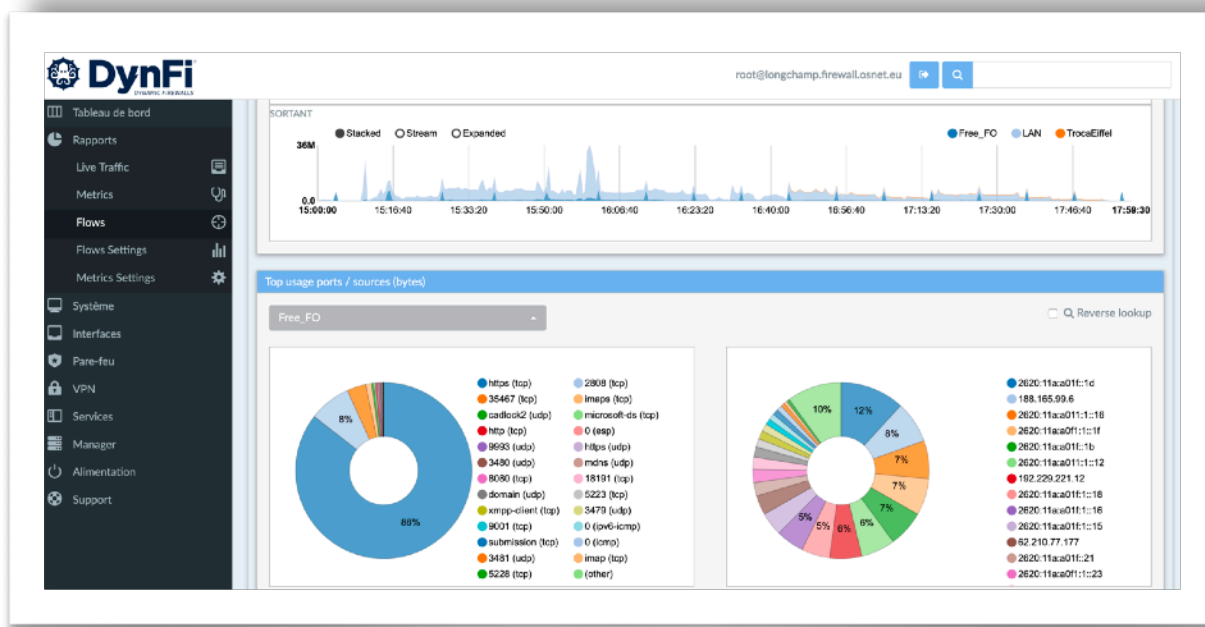 DynFi
DYNAMIC FIREWALLS
root@longchamp.firewall.osnet.eu
Tableau de bord
Rapports
Live Traffic
Metrics
Flows
Flows Settings
Metrics Settings
Système
Interfaces
Pare-feu
VPN
Services
Manager
Alimentation
Support
SORTANT
Stacked Stream Expanded
Free_FO LAN TrocaEiffel
36M
0.0
15:00:00 15:16:40 15:33:20 15:50:00 16:06:40 16:23:20 16:40:00 16:56:40 17:13:20 17:30:00 17:46:40 17:59:30
Top usage ports / sources (bytes)
Free_FO
Reverse lookup
8%
88%
https (tcp) 2808 (tcp)
35467 (tcp) imaps (tcp)
cadlock2 (udp) microsoft-ds (tcp)
http (tcp) 0 (esp)
9993 (udp) https (udp)
3480 (udp) mdns (udp)
8080 (tcp) 18191 (tcp)
domain (udp) 5223 (tcp)
xmpp-client (tcp) 3479 (udp)
9001 (tcp) 0 (ipv6-icmp)
submission (tcp) 0 (icmp)
3481 (udp) imap (tcp)
5228 (tcp) (other)
10%
12%
8%
7%
7%
7%
6%
6%
5%
5%
2620:11a:a01f::1d
188.165.99.6
2620:11a:a011:1::18
2620:11a:a0f1:1::1f
2620:11a:a01f::1b
2620:11a:a011:1::12
192.229.221.12
2620:11a:a0f1:1::18
2620:11a:a0f1:1::16
2620:11a:a0f1:1::15
62.210.77.177
2620:11a:a01f::21
2620:11a:a0f1:1::23